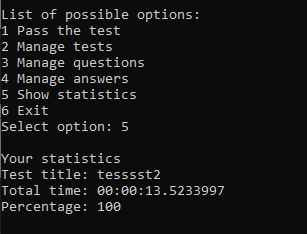 List of possible options:
1 Pass the test
2 Manage tests
3 Manage questions
4 Manage answers
5 Show statistics
6 Exit
Select option: 5
Your statistics
Test title: tesssst2
Total time: 00:00:13.5233997
Percentage: 100